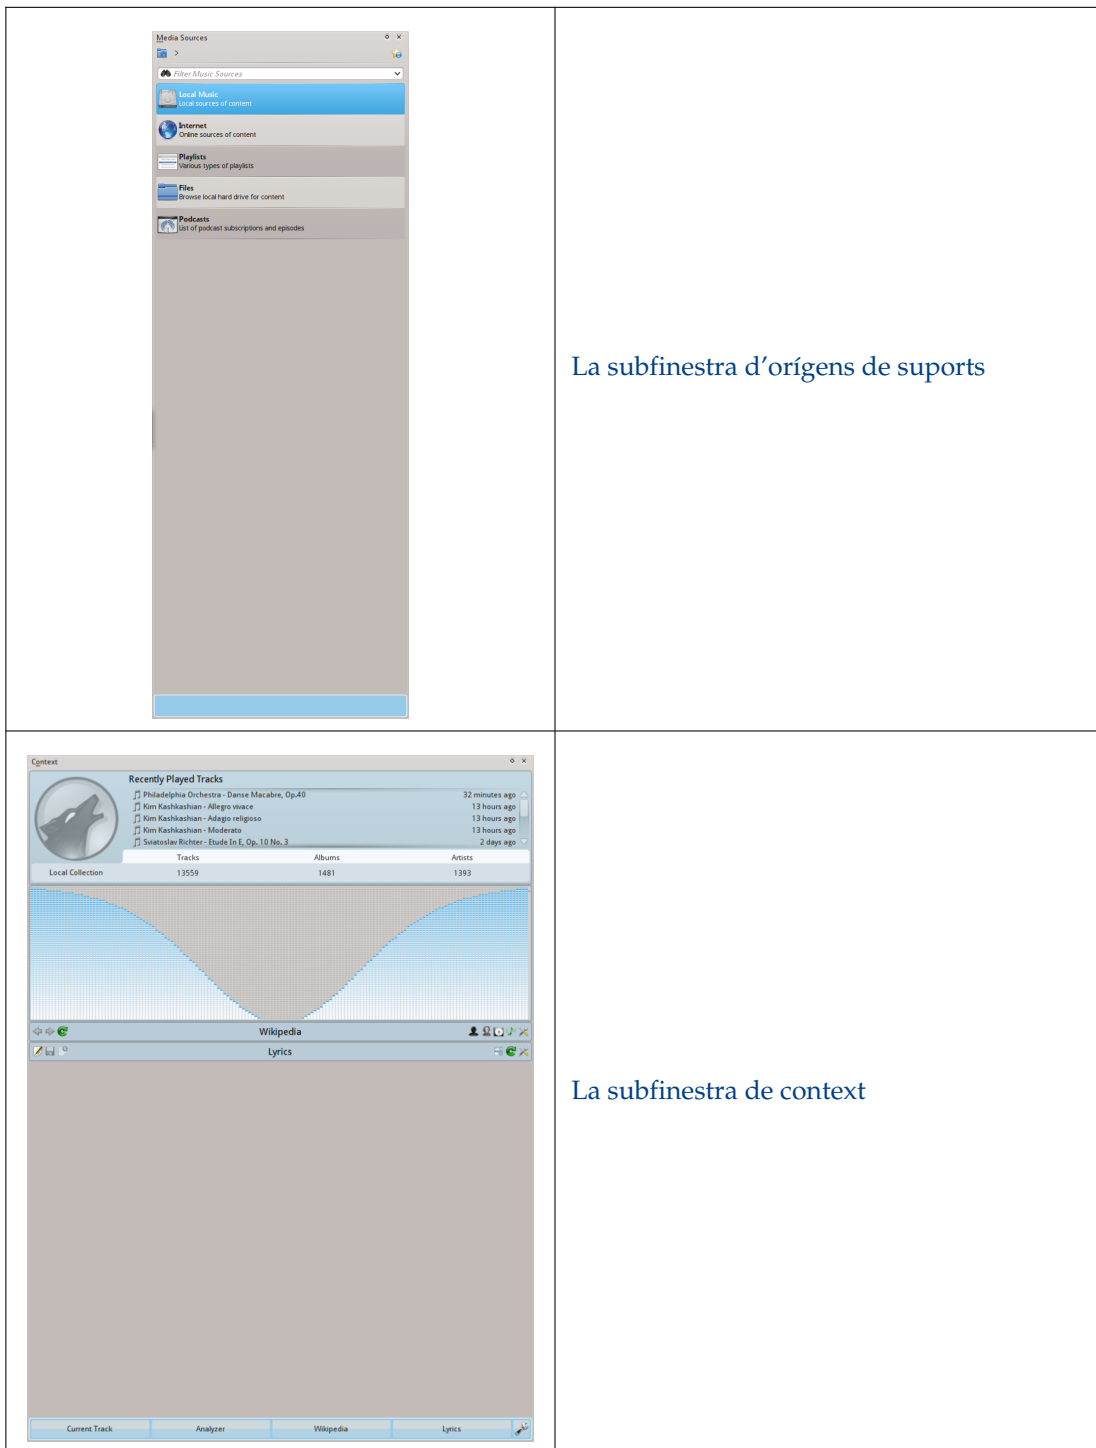 Media Sources
>
Filter Music Sources
Local Music
Local sources of content
Internet
Online sources of content
Playlists
Various types of playlists
Files
Browse local hard drive for content
Podcasts
List of podcast subscriptions and episodes
La subfinestra d'orígens de suports
Context
Recently Played Tracks
Philadelphia Orchestra - Danse Macabre, Op.40 32 minutes ago
Kim Kashkashian - Allegro vivace 13 hours ago
Kim Kashkashian - Adagio religioso 13 hours ago
Kim Kashkashian - Moderato 13 hours ago
Sviatoslav Richter - Etude In E, Op. 10 No. 3 2 days ago
Tracks Albums Artists
Local Collection 13559 1481 1393
Wikipedia
Lyrics
Current Track Analyzer Wikipedia Lyrics
La subfinestra de context